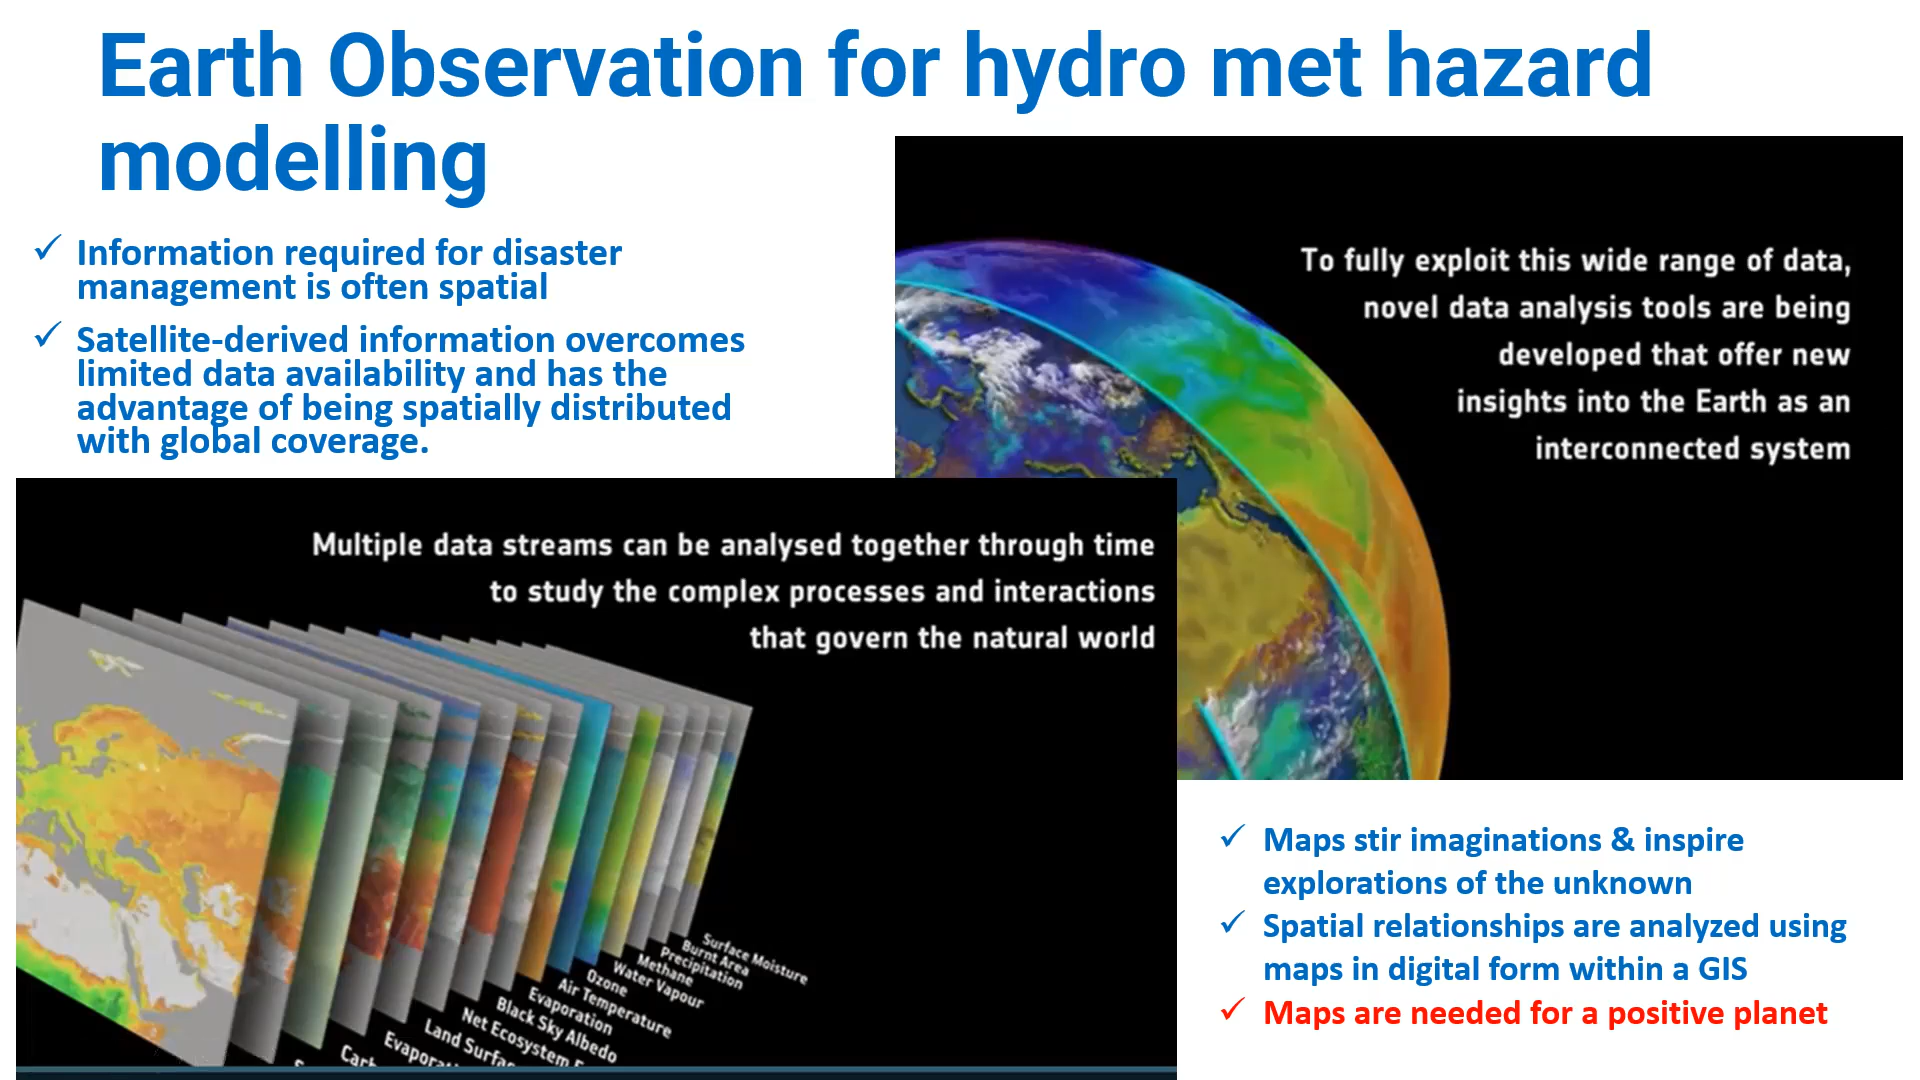 Earth Observation for hydro met hazard
modelling
✓ Information required for disaster
management is often spatial
✓ Satellite-derived information overcomes
limited data availability and has the
advantage of being spatially distributed
with global coverage.
To fully exploit this wide range of data,
novel data analysis tools are being
developed that offer new
insights into the Earth as an
interconnected system
Multiple data streams can be analysed together through time
to study the complex processes and interactions
that govern the natural world
Surface Moisture
Burnt Area
Precipitation
Methane
Water Vapour
Ozone
Air Temperature
Evaporation
Black Sky Albedo
Net Ecosystem
Land
✓ Maps stir imaginations & inspire
explorations of the unknown
✓ Spatial relationships are analyzed using
maps in digital form within a GIS
✓ Maps are needed for a positive planet